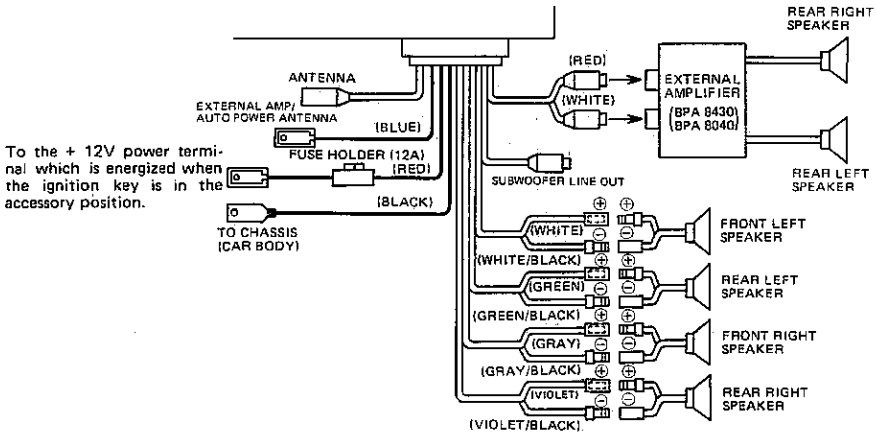 REAR RIGHT
SPEAKER
(RED)
ANTENNA
EXTERNAL
AMPLIFIER
(BPA 8430)
(BPA 8040)
(WHITE)
EXTERNAL AMP/
AUTO POWER ANTENNA
(BLUE)
To the + 12V power termi-
nal which is energized when
the ignition key is in the
accessory position.
FUSE HOLDER (12A)
(RED)
REAR LEFT
SPEAKER
SUBWOOFER LINE OUT
(BLACK)
TO CHASSIS
(CAR BODY)
⊕
(WHITE)
⊖ ⊖
FRONT LEFT
SPEAKER
(WHITE/BLACK)
⊕ ⊕
(GREEN)
⊖ ⊖
REAR LEFT
SPEAKER
(GREEN/BLACK)
⊕ ⊕
(GRAY)
⊖ ⊖
FRONT RIGHT
SPEAKER
(GRAY/BLACK)
⊕ ⊕
(VIOLET)
⊖ ⊖
REAR RIGHT
SPEAKER
(VIOLET/BLACK)